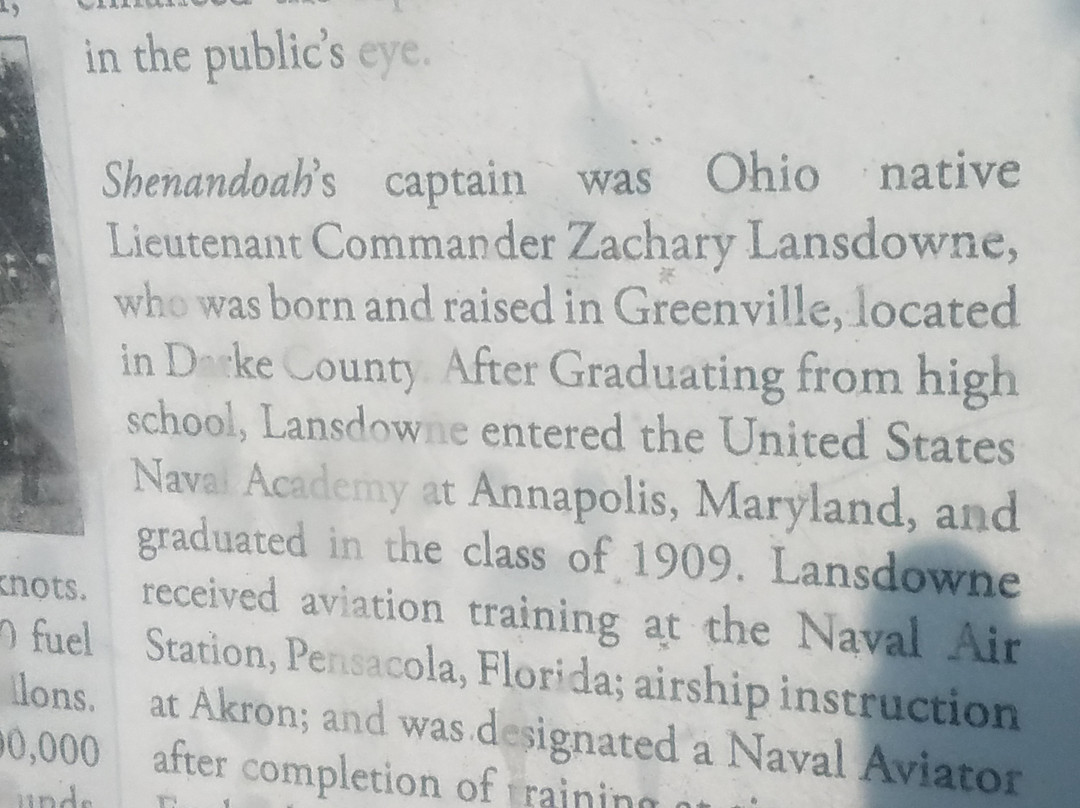 in the public's eye.
Shenandoah's captain was Ohio native
Lieutenant Commander Zachary Lansdowne,
who was born and raised in Greenville, located
in Darke County. After Graduating from high
school, Lansdowne entered the United States
Naval Academy at Annapolis, Maryland, and
graduated in the class of 1909. Lansdowne
received aviation training at the Naval Air
Station, Pensacola, Florida; airship instruction
at Akron; and was designated a Naval Aviator
after completion of training
knots.
fuel